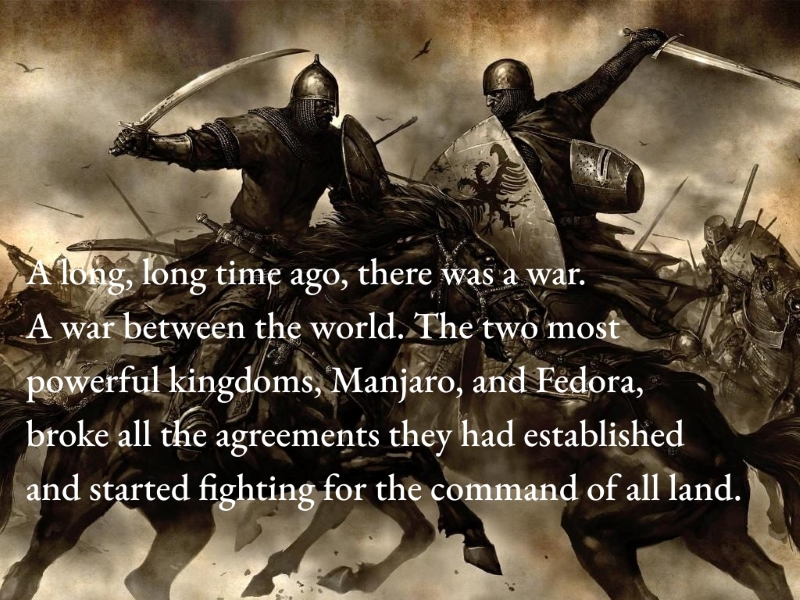 A long, long time ago, there was a war.
A war between the world. The two most
powerful kingdoms, Manjaro, and Fedora,
broke all the agreements they had established
and started fighting for the command of all land.